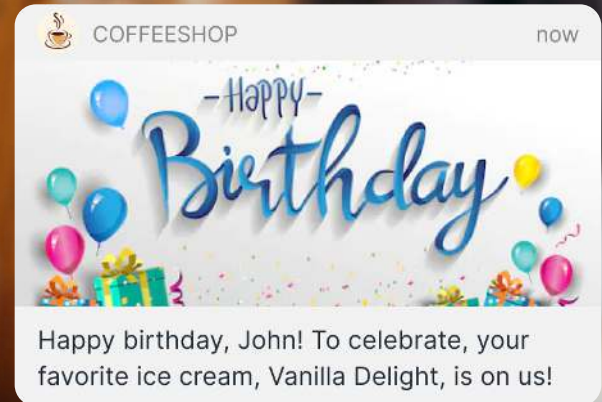 COFFEESHOP now
-Happy-
Birthday
Happy birthday, John! To celebrate, your
favorite ice cream, Vanilla Delight, is on us!